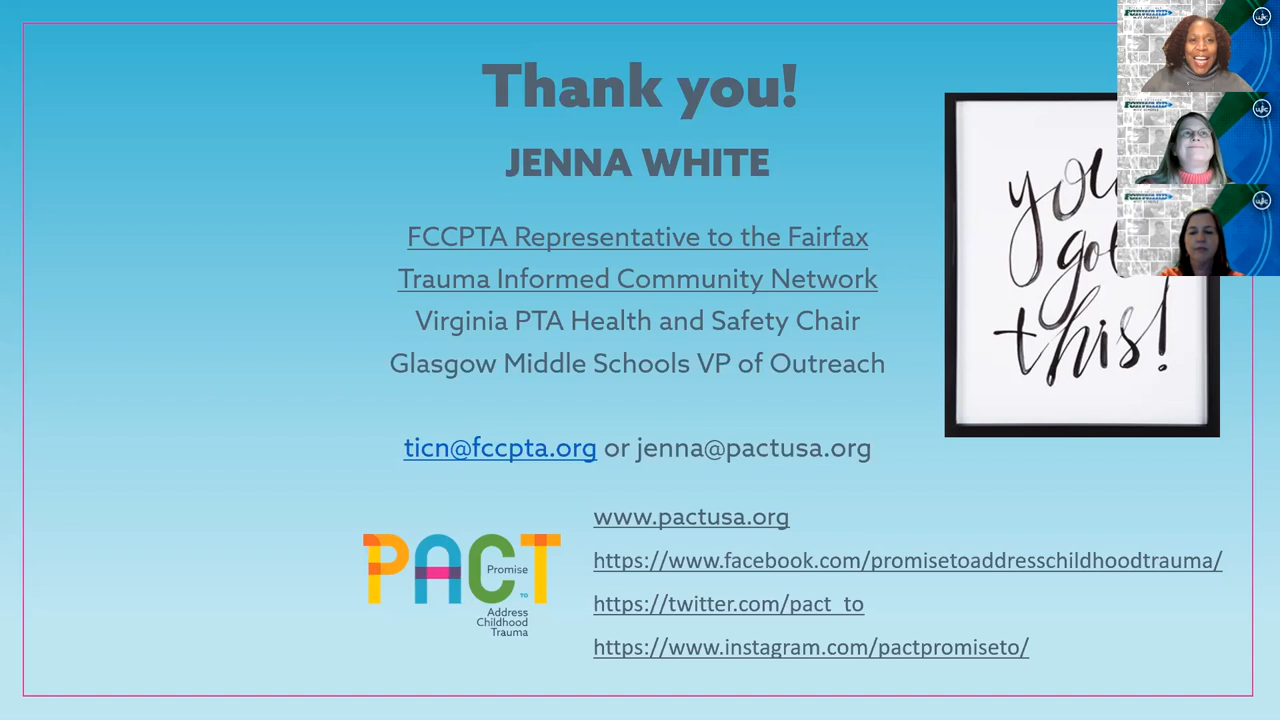 Thank you!
JENNA WHITE
FCCPTA Representative to the Fairfax
Trauma Informed Community Network
Virginia PTA Health and Safety Chair
Glasgow Middle Schools VP of Outreach
ticn@fccpta.org or jenna@pactusa.org
www.pactusa.org
https://www.facebook.com/promisetoaddresschildhoodtrauma/
https://twitter.com/pact_to
https://www.instagram.com/pactpromiseto/
PACT
Promise
TO
Address
Childhood
Trauma
got
this!
FORWARD
FORWARD
FORWARD